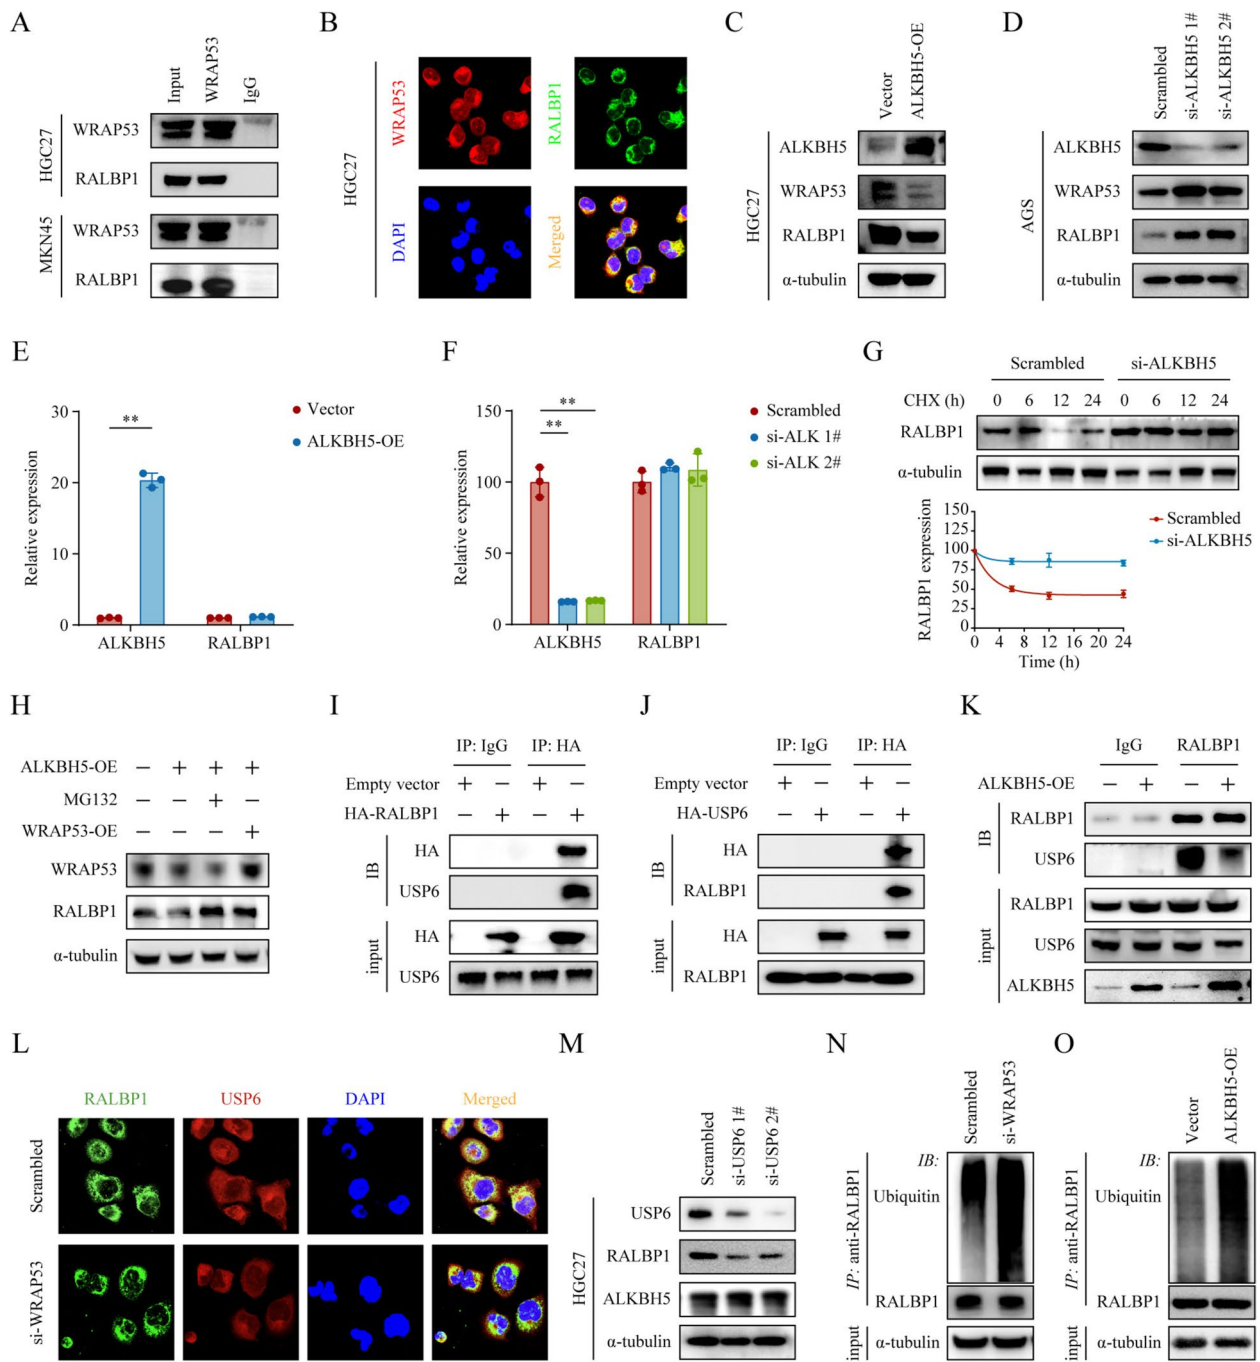 A
Input
WRAP53
IgG
HGC27
WRAP53
RALBP1
MKN45
WRAP53
RALBP1
B
HGC27
WRAP53
RALBP1
DAPI
Merged
C
Vector
ALKBH5-OE
HGC27
ALKBH5
WRAP53
RALBP1
α-tubulin
D
Scrambled
si-ALKBH5 1#
si-ALKBH5 2#
AGS
ALKBH5
WRAP53
RALBP1
α-tubulin
E
Relative expression
30
20
10
0
**
ALKBH5
RALBP1
Vector
ALKBH5-OE
F
Relative expression
150
100
50
0
**
**
ALKBH5
RALBP1
Scrambled
si-ALK 1#
si-ALK 2#
G
Scrambled
si-ALKBH5
CHX (h)
0 6 12 24 0 6 12 24
RALBP1
α-tubulin
RALBP1 expression
150
125
100
75
50
25
0
0 4 8 12 16 20 24
Time (h)
Scrambled
si-ALKBH5
H
ALKBH5-OE − + + +
MG132 − − + −
WRAP53-OE − − − +
WRAP53
RALBP1
α-tubulin
I
IP: IgG IP: HA
Empty vector + − + −
HA-RALBP1 − + − +
IB
HA
USP6
input
HA
USP6
J
IP: IgG IP: HA
Empty vector + − + −
HA-USP6 − + − +
IB
HA
RALBP1
input
HA
RALBP1
K
IgG RALBP1
ALKBH5-OE − + − +
IB
RALBP1
USP6
input
RALBP1
USP6
ALKBH5
L
RALBP1 USP6 DAPI Merged
Scrambled
si-WRAP53
M
Scrambled
si-USP6 1#
si-USP6 2#
HGC27
USP6
RALBP1
ALKBH5
α-tubulin
N
Scrambled
si-WRAP53
IP: anti-RALBP1
IB:
Ubiquitin
RALBP1
input
α-tubulin
O
Vector
ALKBH5-OE
IP: anti-RALBP1
IB:
Ubiquitin
RALBP1
input
α-tubulin